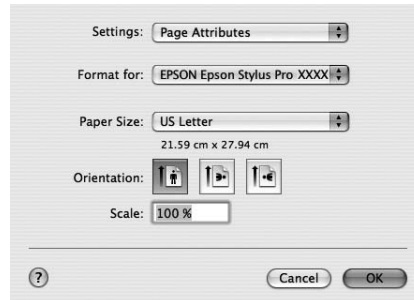 Settings: Page Attributes
Format for: EPSON Epson Stylus Pro XXXX
Paper Size: US Letter
21.59 cm x 27.94 cm
Orientation:
Scale: 100 %
? Cancel OK